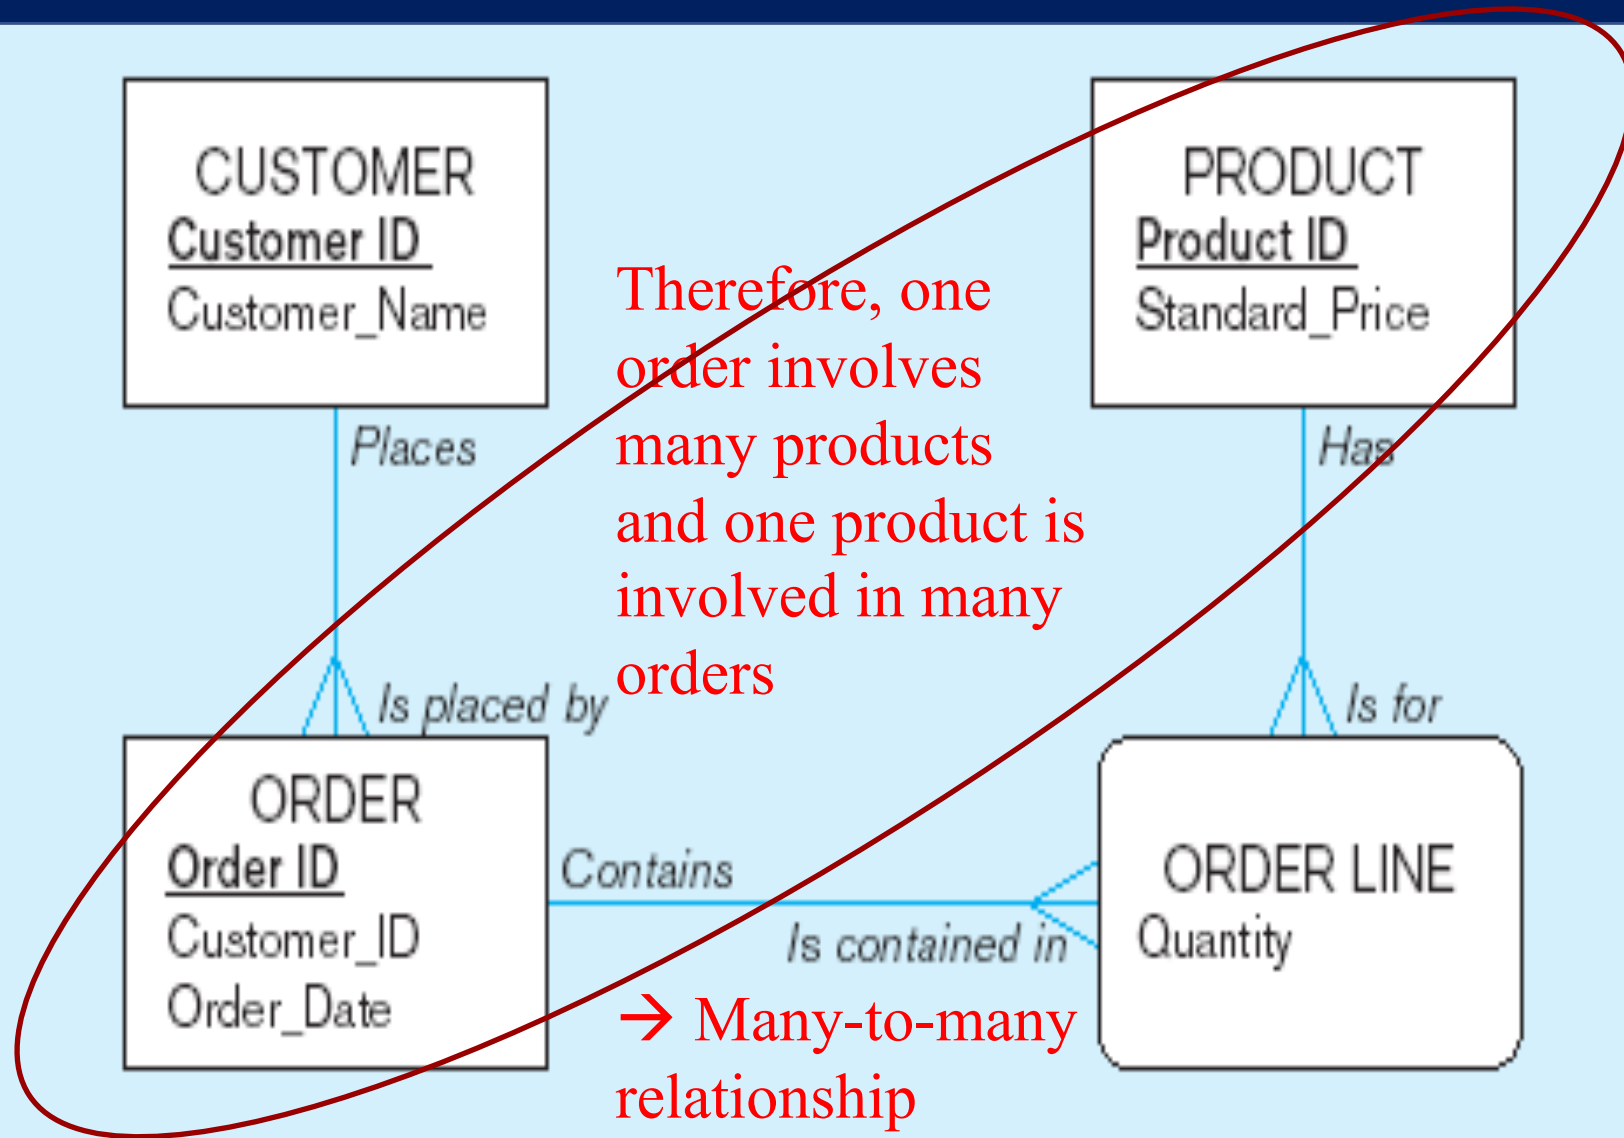 CUSTOMER
Customer ID
Customer_Name
PRODUCT
Product ID
Standard_Price
Therefore, one
order involves
many products
and one product is
involved in many
orders
Places
Has
Is placed by
Is for
ORDER
Order ID
Customer_ID
Order_Date
Contains
Is contained in
ORDER LINE
Quantity
→ Many-to-many
relationship